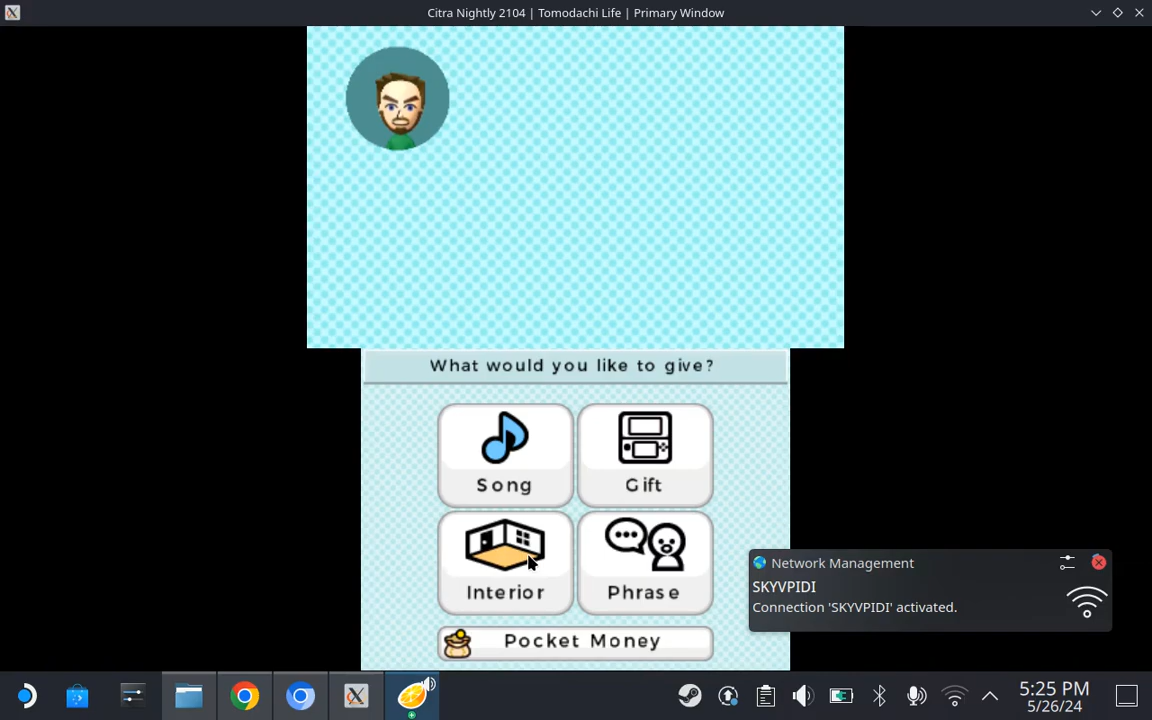 Citra Nightly 2104 | Tomodachi Life | Primary Window
What would you like to give?
Song
Gift
Interior
Phrase
Pocket Money
Network Management
SKYVPIDI
Connection 'SKYVPIDI' activated.
5:25 PM
5/26/24